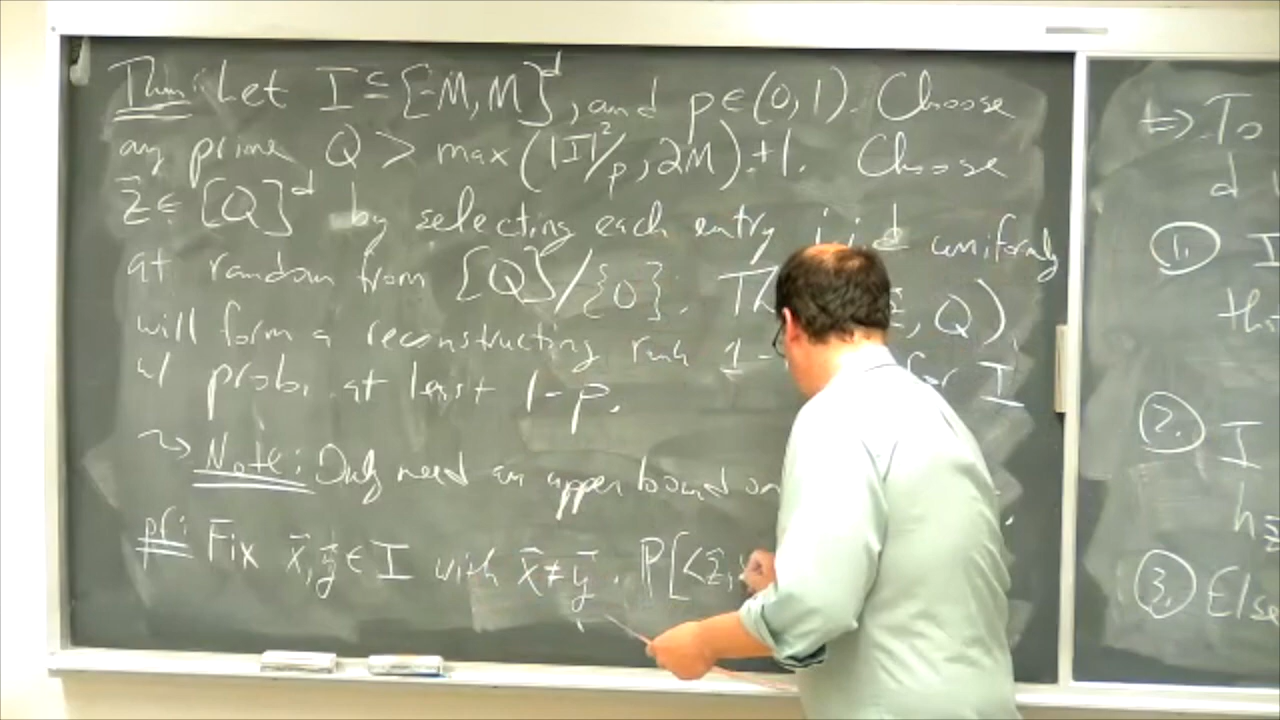 Thm: Let I ⊆ [-M, M]^d, and p ∈ (0, 1). Choose
any prime Q > max(|I|²/p, 2M) + 1. Choose
z̄ ∈ [Q]^d by selecting each entry i.i.d. uniformly
at random from [Q]/{0}. Q)
will form a reconstructing rank 1- for I
w/ prob. at least 1-p.
~> Note: Only need an upper bound on
pf: Fix x̄, ȳ ∈ I with x̄ ≠ ȳ. ℙ[<z̄,
=> To
d
1. I
this
2. I
3. Else